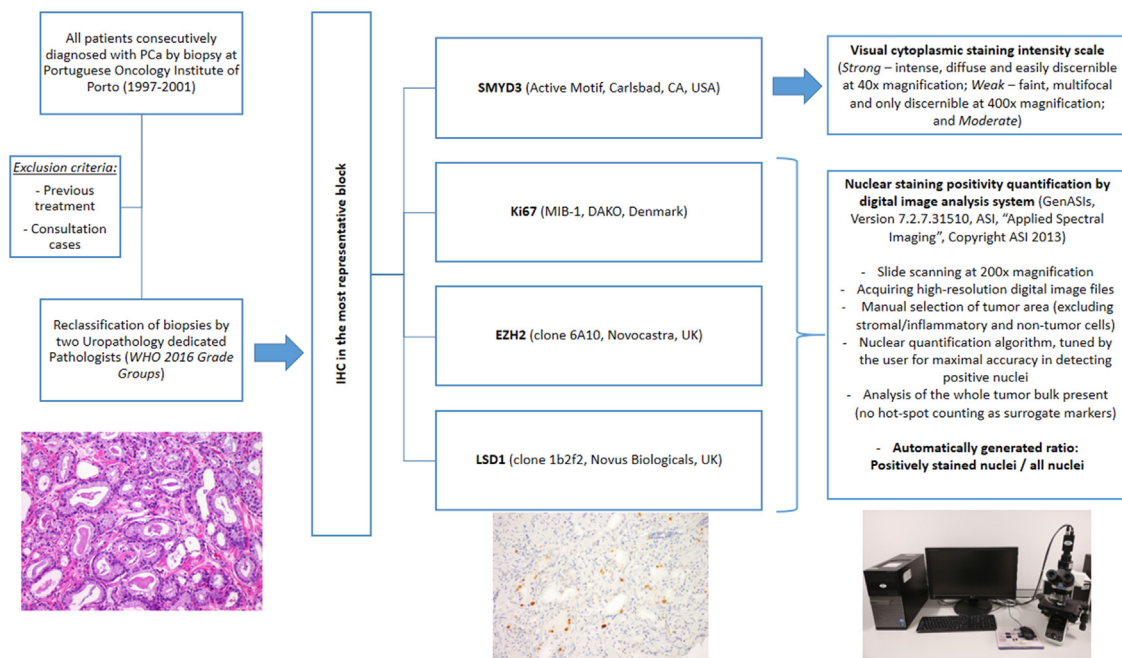 All patients consecutively
diagnosed with PCa by biopsy at
Portuguese Oncology Institute of
Porto (1997-2001)
Exclusion criteria:
- Previous
treatment
- Consultation
cases
Reclassification of biopsies by
two Uropathology dedicated
Pathologists (WHO 2016 Grade
Groups)
IHC in the most representative block
SMYD3 (Active Motif, Carlsbad, CA, USA)
Ki67 (MIB-1, DAKO, Denmark)
EZH2 (clone 6A10, Novocastra, UK)
LSD1 (clone 1b2f2, Novus Biologicals, UK)
Visual cytoplasmic staining intensity scale
(Strong – intense, diffuse and easily discernible
at 40x magnification; Weak – faint, multifocal
and only discernible at 400x magnification;
and Moderate)
Nuclear staining positivity quantification by
digital image analysis system (GenASIs,
Version 7.2.7.31510, ASI, “Applied Spectral
Imaging”, Copyright ASI 2013)
- Slide scanning at 200x magnification
- Acquiring high-resolution digital image files
- Manual selection of tumor area (excluding
stromal/inflammatory and non-tumor cells)
- Nuclear quantification algorithm, tuned by
the user for maximal accuracy in detecting
positive nuclei
- Analysis of the whole tumor bulk present
(no hot-spot counting as surrogate markers)
- Automatically generated ratio:
Positively stained nuclei / all nuclei